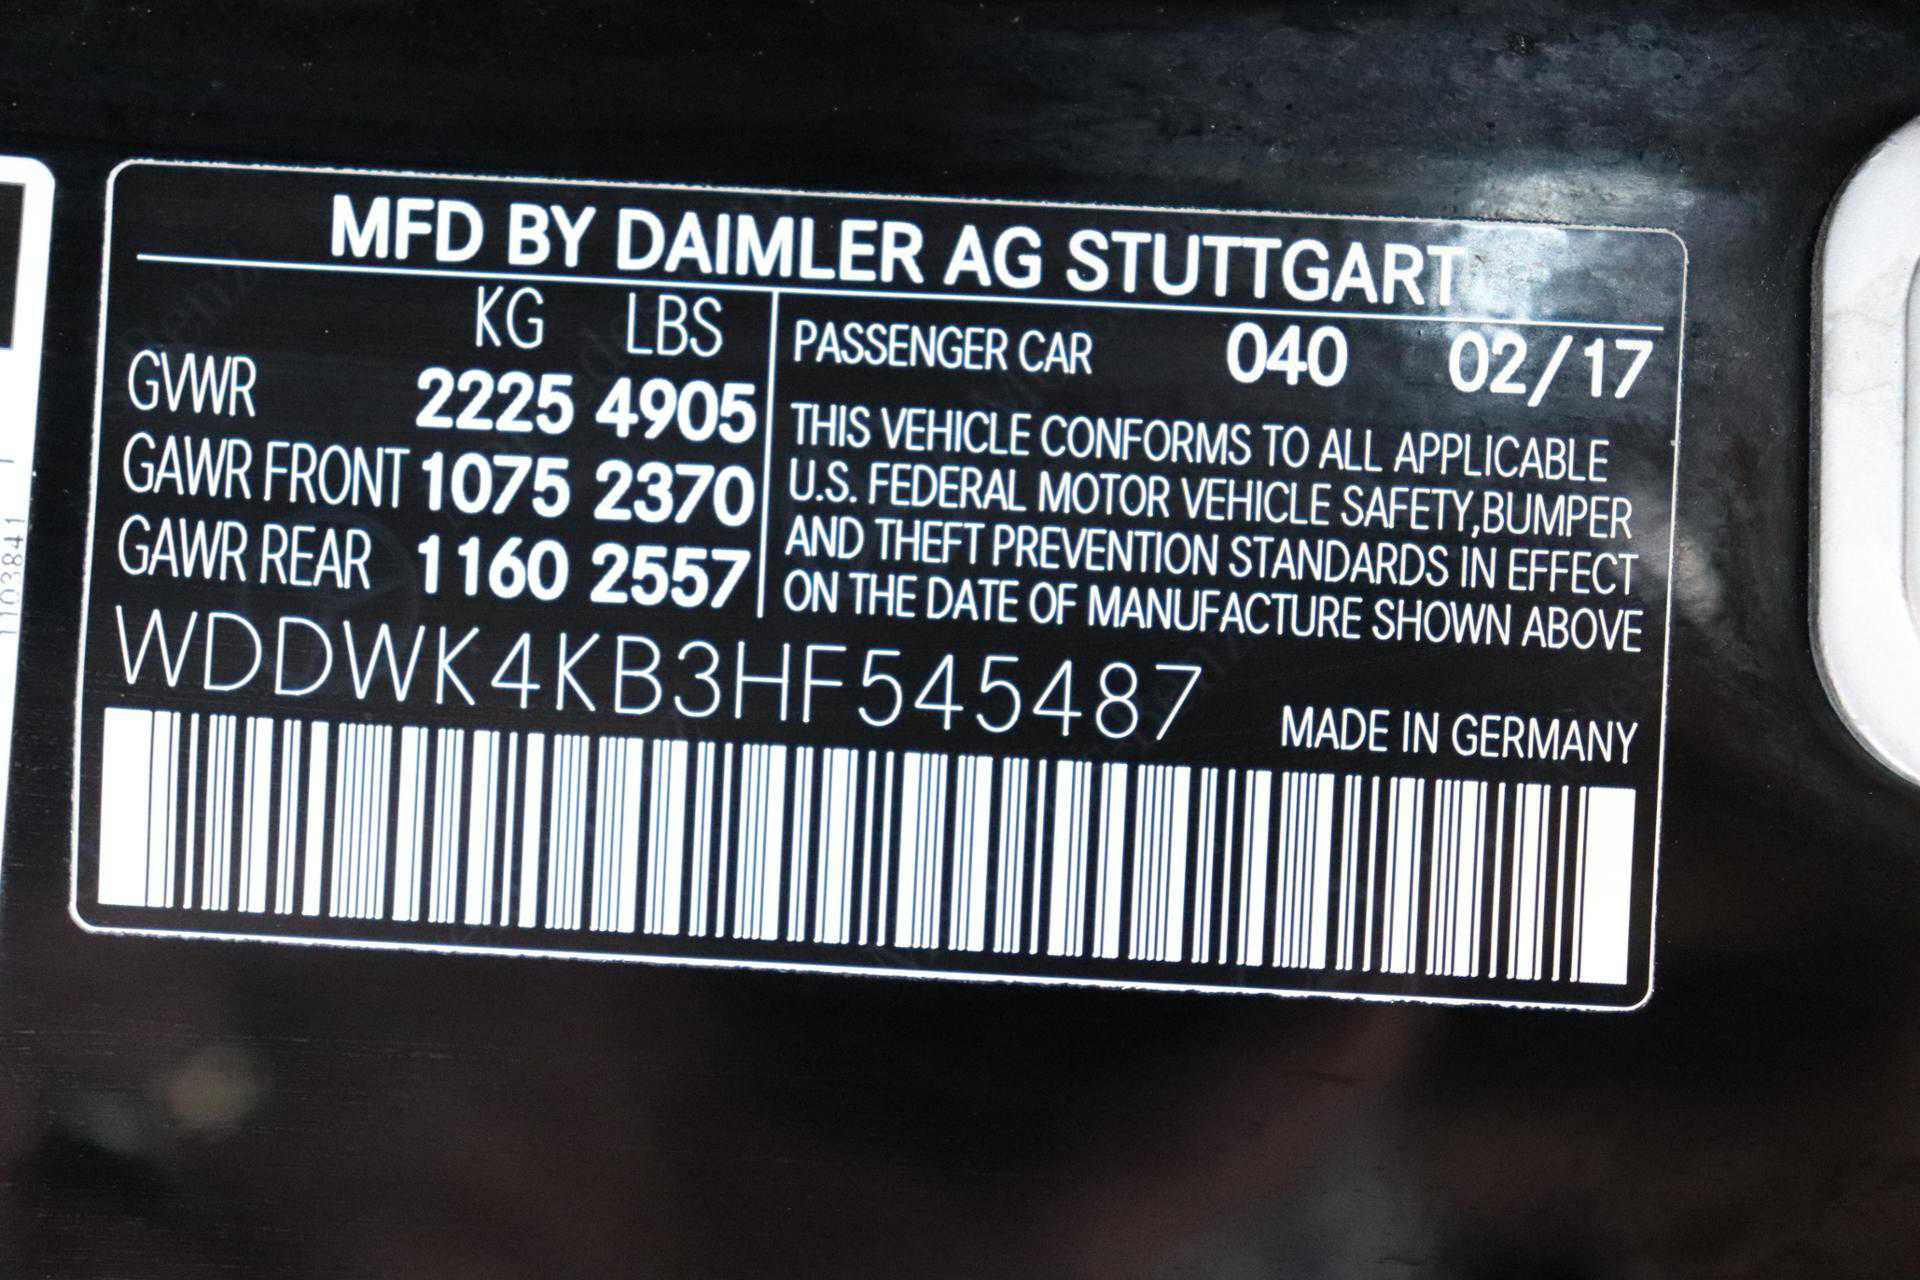 MFD BY DAIMLER AG STUTTGART
KG LBS
GVWR 2225 4905
GAWR FRONT 1075 2370
GAWR REAR 1160 2557
PASSENGER CAR 040 02/17
THIS VEHICLE CONFORMS TO ALL APPLICABLE
U.S. FEDERAL MOTOR VEHICLE SAFETY,BUMPER
AND THEFT PREVENTION STANDARDS IN EFFECT
ON THE DATE OF MANUFACTURE SHOWN ABOVE
WDDWK4KB3HF545487
MADE IN GERMANY